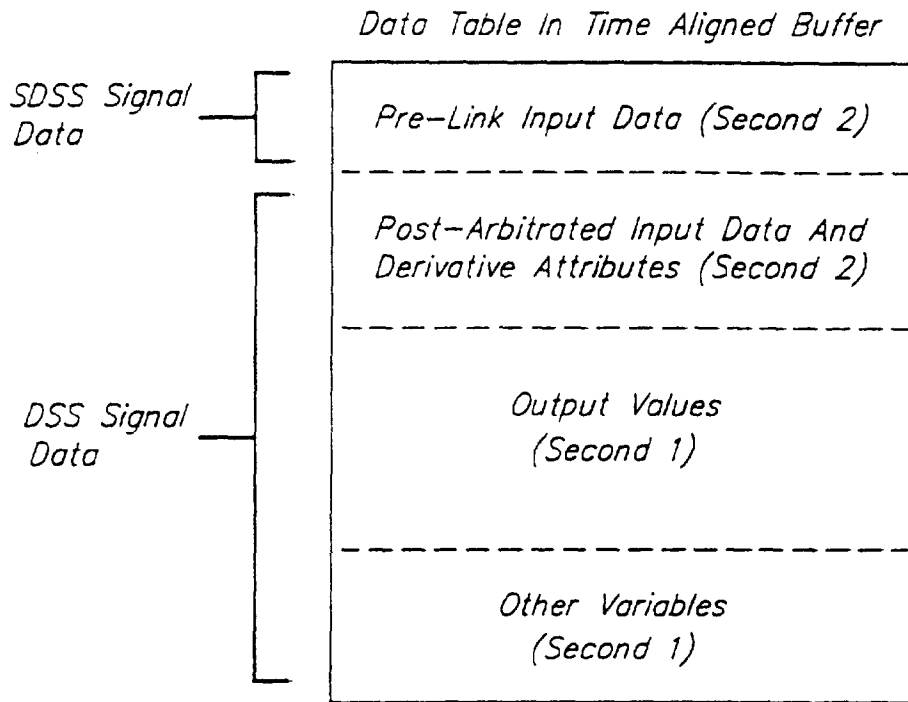 Data Table In Time Aligned Buffer
SDSS Signal
Data
Pre-Link Input Data (Second 2)
Post-Arbitrated Input Data And
Derivative Attributes (Second 2)
DSS Signal
Data
Output Values
(Second 1)
Other Variables
(Second 1)